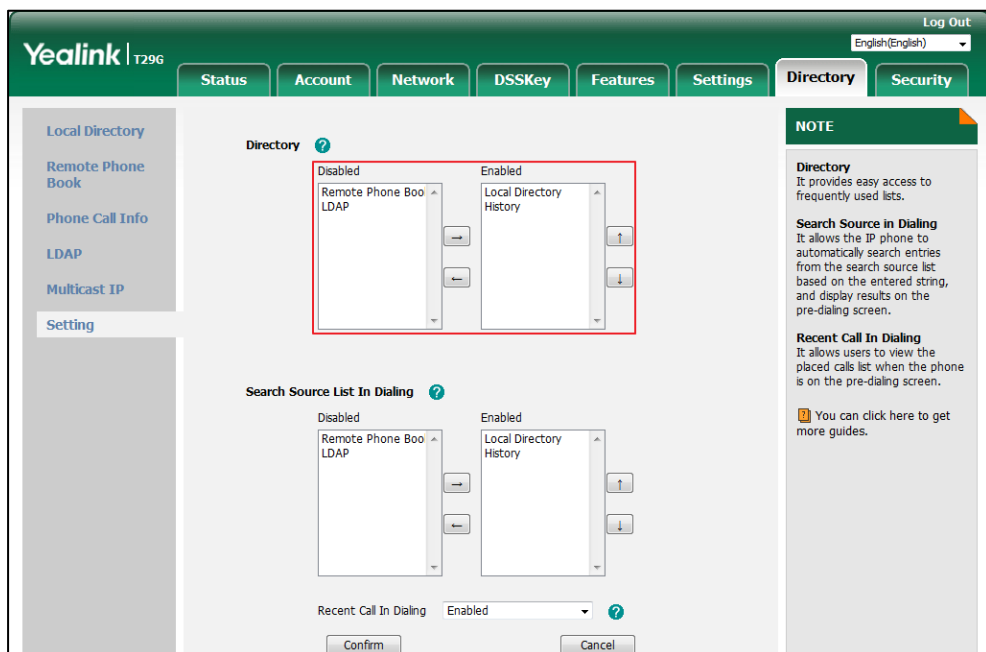 Log Out
English(English)
Yealink T29G
Status Account Network DSSKey Features Settings Directory Security
Local Directory
Remote Phone
Book
Phone Call Info
LDAP
Multicast IP
Setting
Directory ?
Disabled Enabled
Remote Phone Boo
LDAP
Local Directory
History
→
←
↑
↓
Search Source List In Dialing ?
Disabled Enabled
Remote Phone Boo
LDAP
Local Directory
History
→
←
↑
↓
Recent Call In Dialing Enabled ?
Confirm Cancel
NOTE
Directory
It provides easy access to
frequently used lists.
Search Source in Dialing
It allows the IP phone to
automatically search entries
from the search source list
based on the entered string,
and display results on the
pre-dialing screen.
Recent Call In Dialing
It allows users to view the
placed calls list when the phone
is on the pre-dialing screen.
? You can click here to get
more guides.